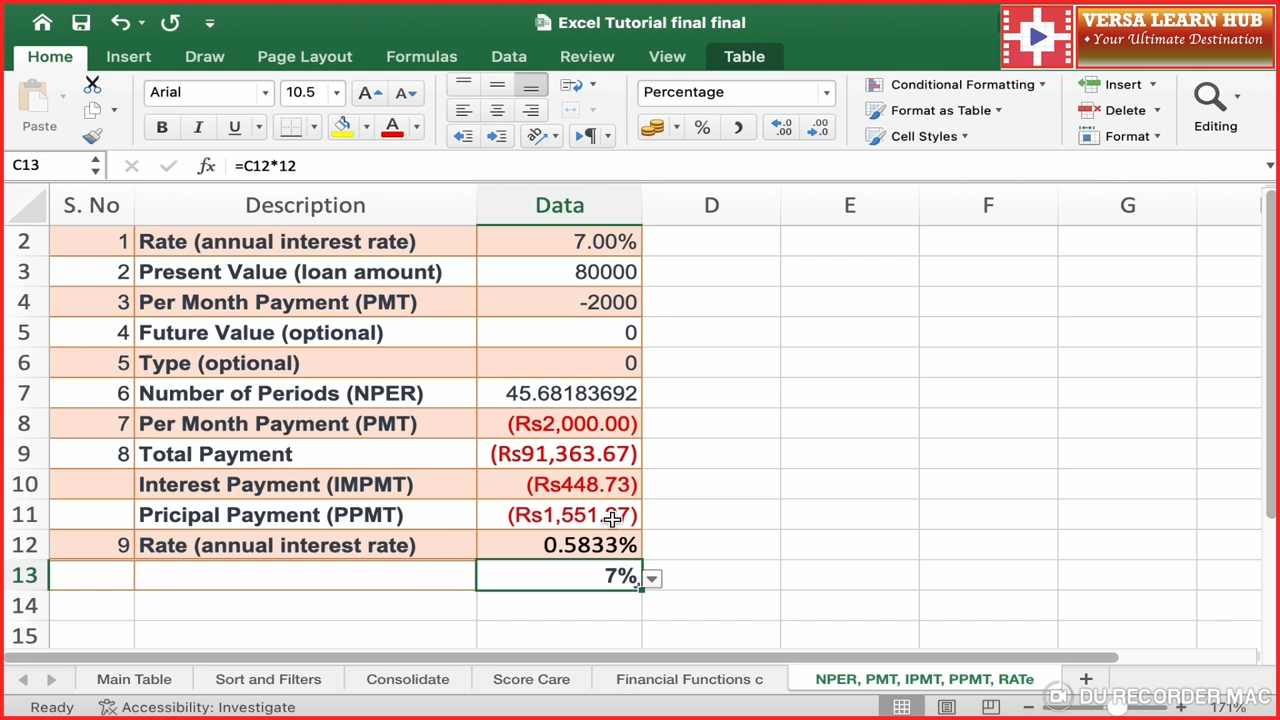 Excel Tutorial final final
VERSA LEARN HUB
• Your Ultimate Destination
Home Insert Draw Page Layout Formulas Data Review View Table
Paste
Arial 10.5
B I U
A A A
Percentage
% .00 .00
Conditional Formatting
Format as Table
Cell Styles
Insert
Delete
Format
Editing
C13 fx =C12*12
S. No Description Data D E F G
2 1 Rate (annual interest rate) 7.00%
3 2 Present Value (loan amount) 80000
4 3 Per Month Payment (PMT) -2000
5 4 Future Value (optional) 0
6 5 Type (optional) 0
7 6 Number of Periods (NPER) 45.68183692
8 7 Per Month Payment (PMT) (Rs2,000.00)
9 8 Total Payment (Rs91,363.67)
10 Interest Payment (IMPMT) (Rs448.73)
11 Pricipal Payment (PPMT)
12 9 Rate (annual interest rate) 0.5833%
13 7%
14
15
Main Table Sort and Filters Consolidate Score Care Financial Functions c NPER, PMT, IPMT, PPMT, RATe +
Ready Accessibility: Investigate 171%
DU RECORDER MAC